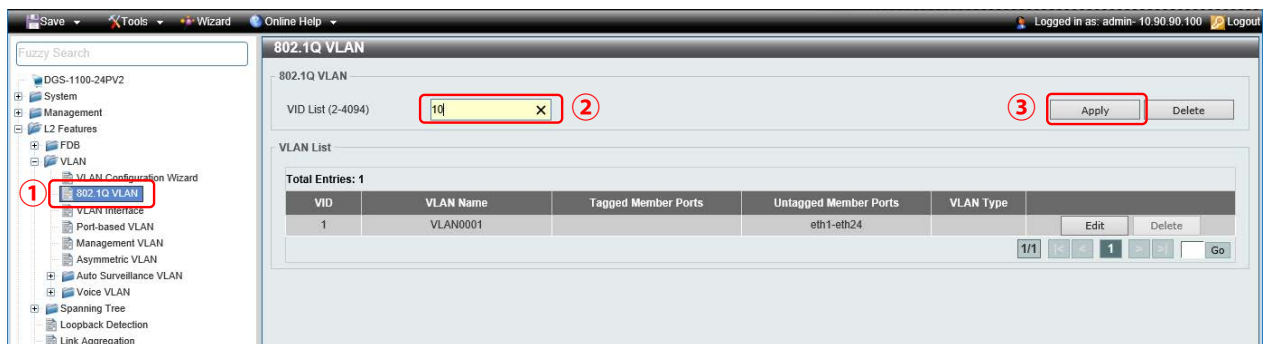 Save Tools Wizard Online Help Logged in as: admin- 10.90.90.100 Logout
Fuzzy Search
DGS-1100-24PV2
System
Management
L2 Features
FDB
VLAN
VLAN Configuration Wizard
① 802.1Q VLAN
VLAN Interface
Port-based VLAN
Management VLAN
Asymmetric VLAN
Auto Surveillance VLAN
Voice VLAN
Spanning Tree
Loopback Detection
Link Aggregation
802.1Q VLAN
802.1Q VLAN
VID List (2-4094) 10 ② ③ Apply Delete
VLAN List
Total Entries: 1
VID VLAN Name Tagged Member Ports Untagged Member Ports VLAN Type
1 VLAN0001 eth1-eth24 Edit Delete
1/1 |< < 1 > >| Go